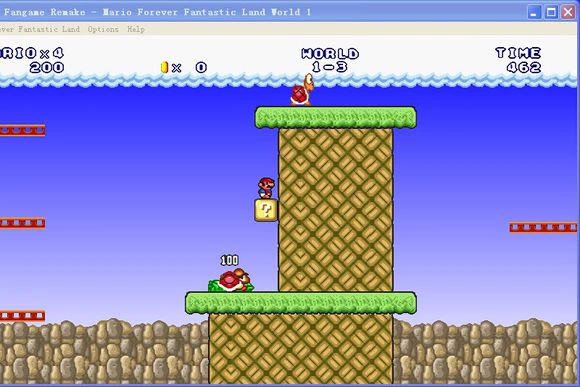 Fangame Remake - Mario Forever Fantastic Land World 1
ver Fantastic Land Options Help
RIO × 4
200
× 0
WORLD
1-3
TIME
462
?
100